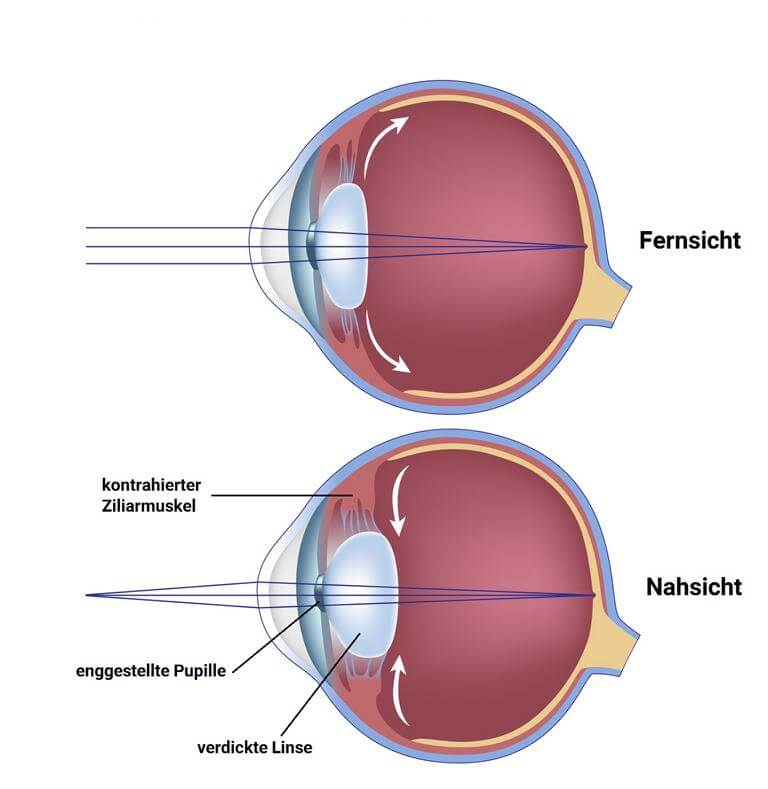 Fernsicht
kontrahierter
Ziliarmuskel
Nahsicht
enggestellte Pupille
verdickte Linse